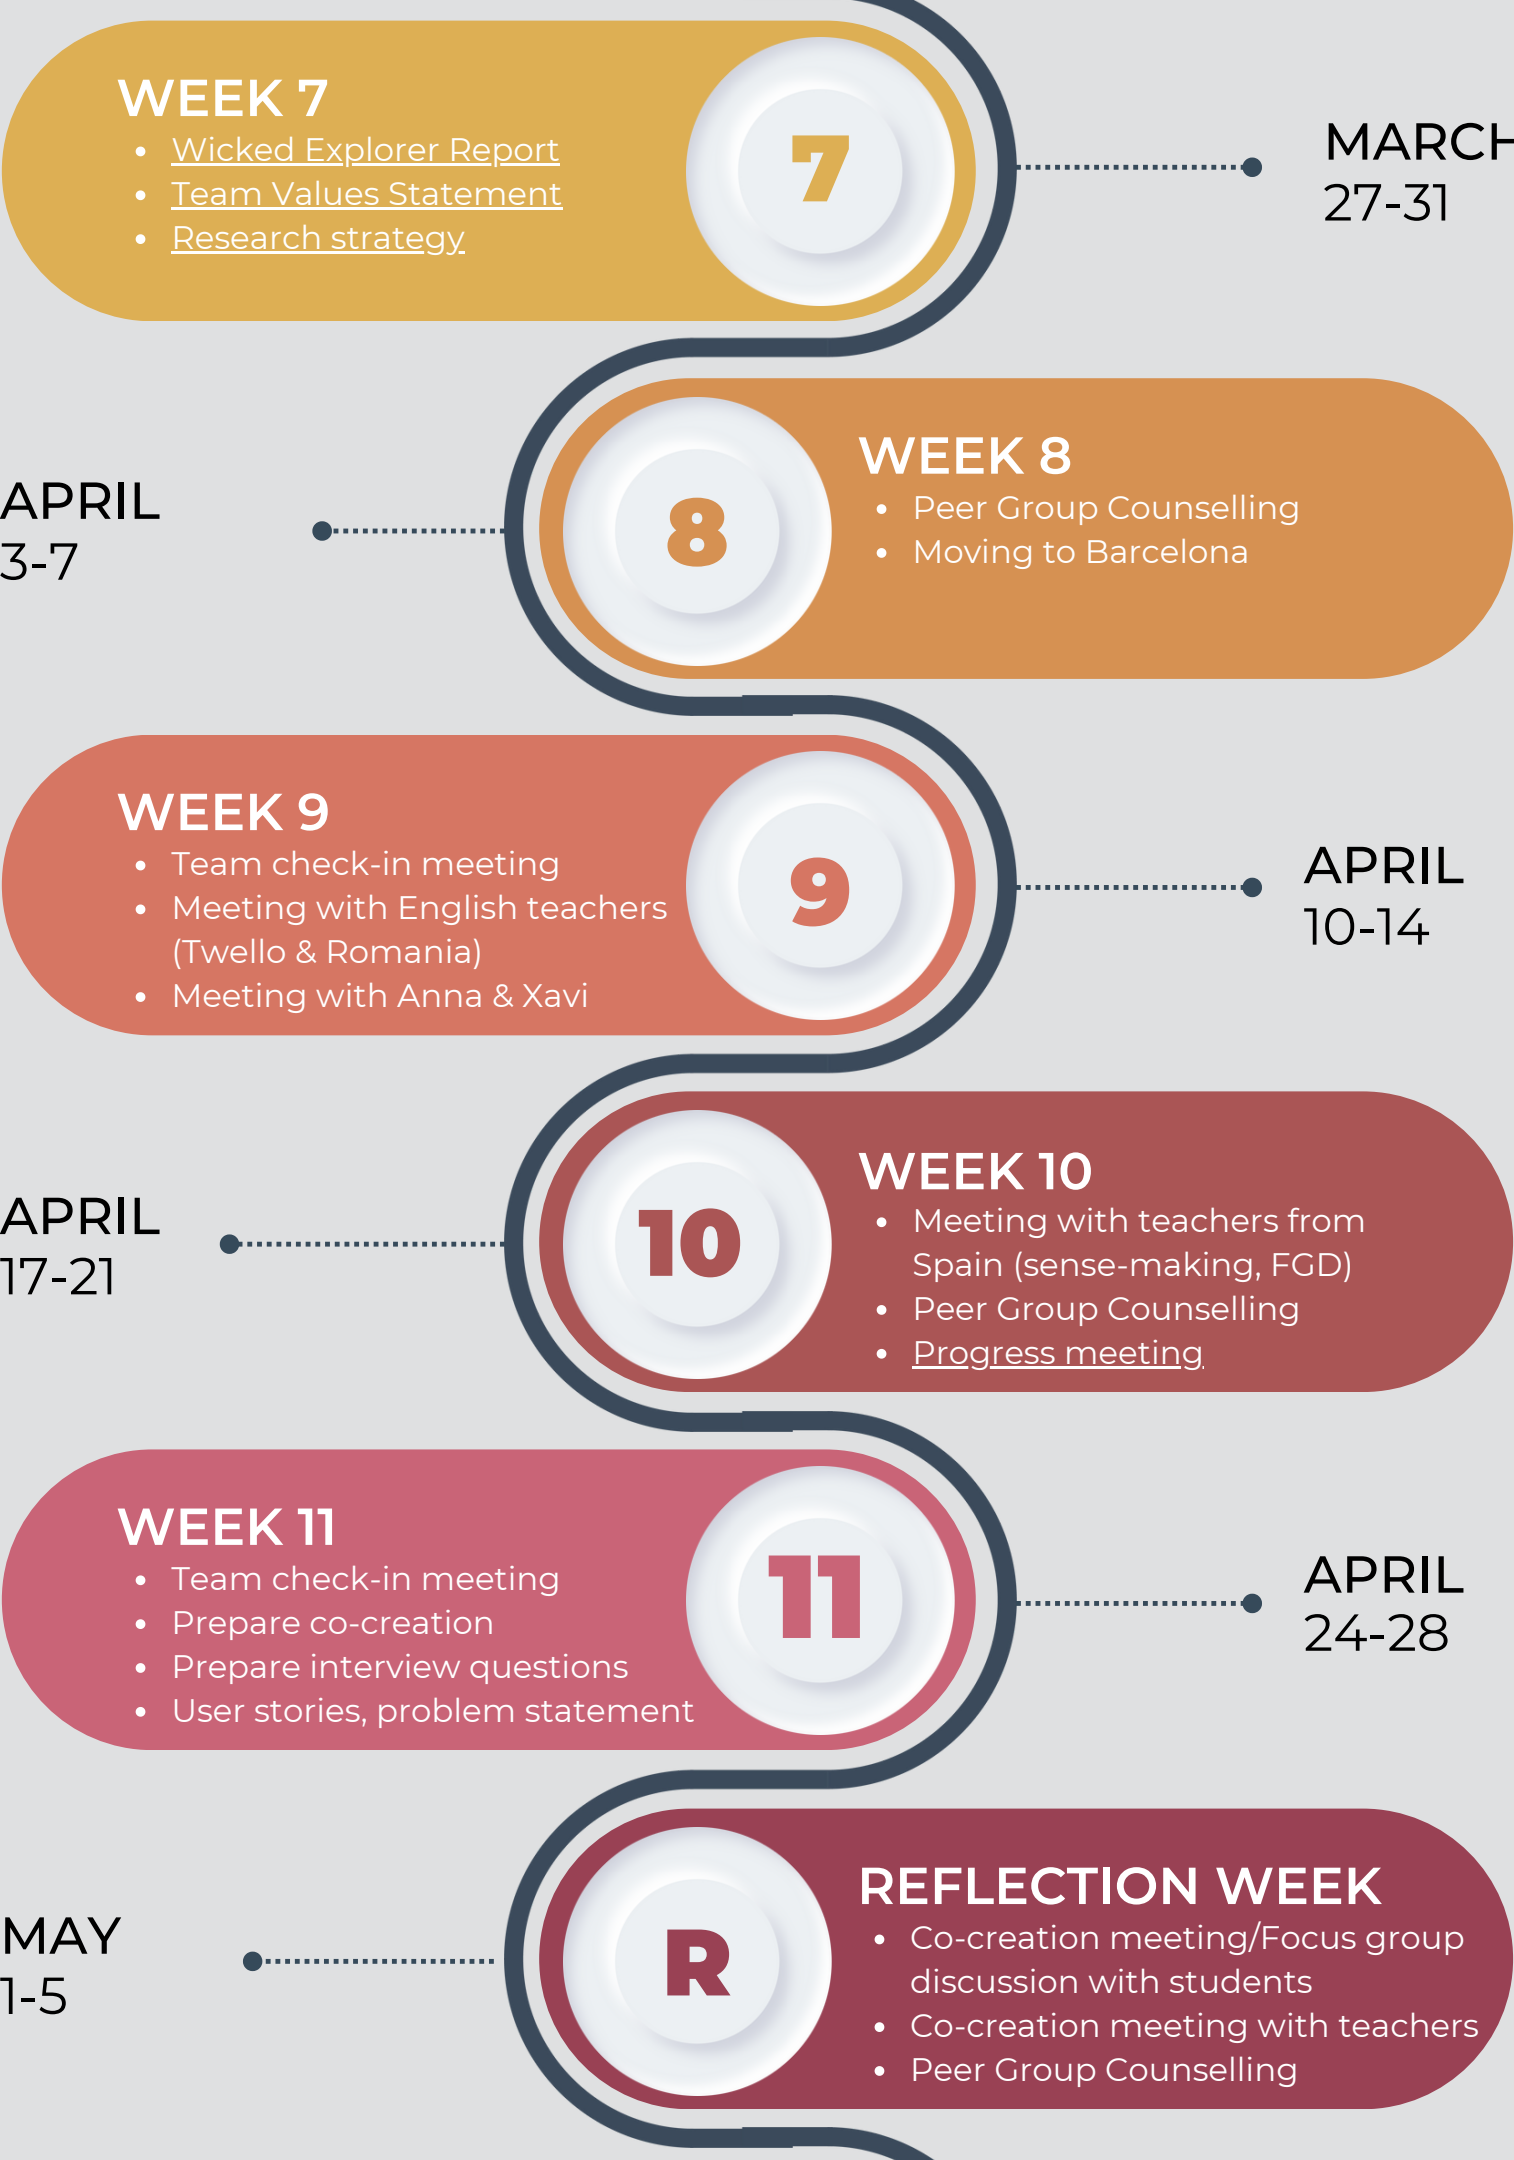 WEEK 7
• Wicked Explorer Report
• Team Values Statement
• Research strategy
7
MARCH
27-31
APRIL
3-7
8
WEEK 8
• Peer Group Counselling
• Moving to Barcelona
WEEK 9
• Team check-in meeting
• Meeting with English teachers
(Twello & Romania)
• Meeting with Anna & Xavi
9
APRIL
10-14
APRIL
17-21
10
WEEK 10
• Meeting with teachers from
Spain (sense-making, FGD)
• Peer Group Counselling
• Progress meeting
WEEK 11
• Team check-in meeting
• Prepare co-creation
• Prepare interview questions
• User stories, problem statement
11
APRIL
24-28
MAY
1-5
R
REFLECTION WEEK
• Co-creation meeting/Focus group
discussion with students
• Co-creation meeting with teachers
• Peer Group Counselling